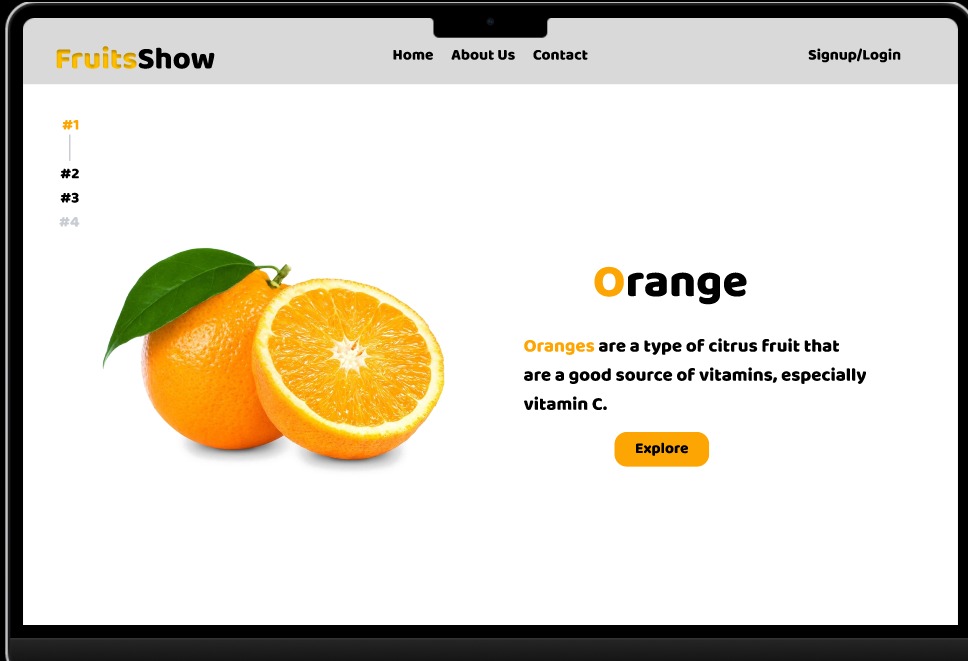 FruitsShow
Home About Us Contact
Signup/Login
#1
#2
#3
#4
Orange
Oranges are a type of citrus fruit that
are a good source of vitamins, especially
vitamin C.
Explore